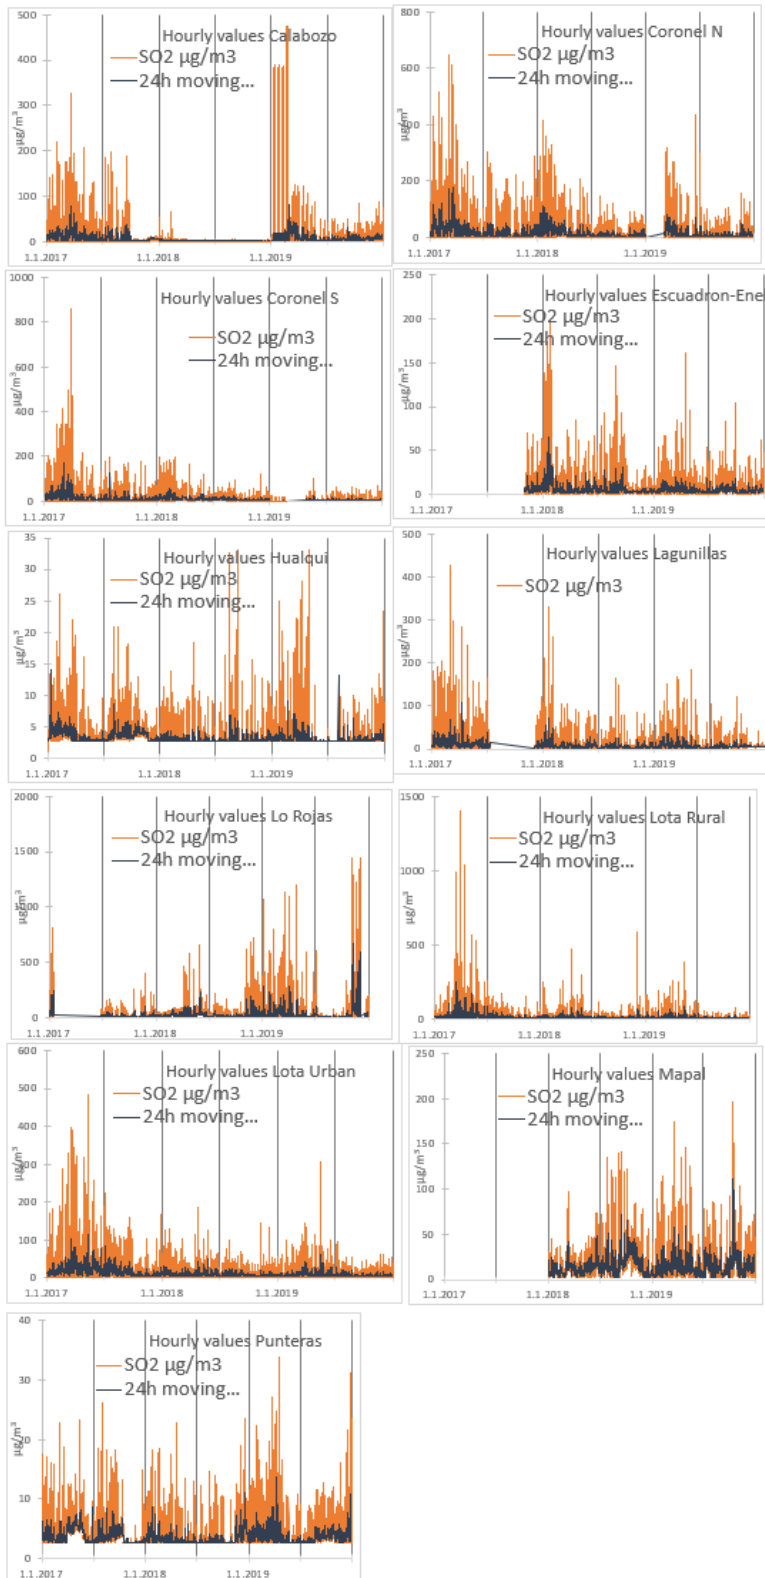 Hourly values Calabozo
SO2 µg/m3
24h moving...
µg/m³
500
400
300
200
100
0
1.1.2017
1.1.2018
1.1.2019
Hourly values Coronel N
SO2 µg/m3
24h moving...
µg/m³
800
600
400
200
0
1.1.2017
1.1.2018
1.1.2019
Hourly values Coronel S
SO2 µg/m3
24h moving...
µg/m³
1000
800
600
400
200
0
1.1.2017
1.1.2018
1.1.2019
Hourly values Escuadron-Ene
SO2 µg/m3
24h moving...
µg/m³
250
200
150
100
50
0
1.1.2017
1.1.2018
1.1.2019
Hourly values Hualqui
SO2 µg/m3
24h moving...
µg/m³
35
30
25
20
15
10
5
0
1.1.2017
1.1.2018
1.1.2019
Hourly values Lagunillas
SO2 µg/m3
µg/m³
500
400
300
200
100
0
1.1.2017
1.1.2018
1.1.2019
Hourly values Lo Rojas
SO2 µg/m3
24h moving...
µg/m³
2000
1500
1000
500
0
1.1.2017
1.1.2018
1.1.2019
Hourly values Lota Rural
SO2 µg/m3
24h moving...
µg/m³
1500
1000
500
0
1.1.2017
1.1.2018
1.1.2019
Hourly values Lota Urban
SO2 µg/m3
24h moving...
µg/m³
600
500
400
300
200
100
0
1.1.2017
1.1.2018
1.1.2019
Hourly values Mapal
SO2 µg/m3
24h moving...
µg/m³
250
200
150
100
50
0
1.1.2017
1.1.2018
1.1.2019
Hourly values Punteras
SO2 µg/m3
24h moving...
µg/m³
40
30
20
10
0
1.1.2017
1.1.2018
1.1.2019